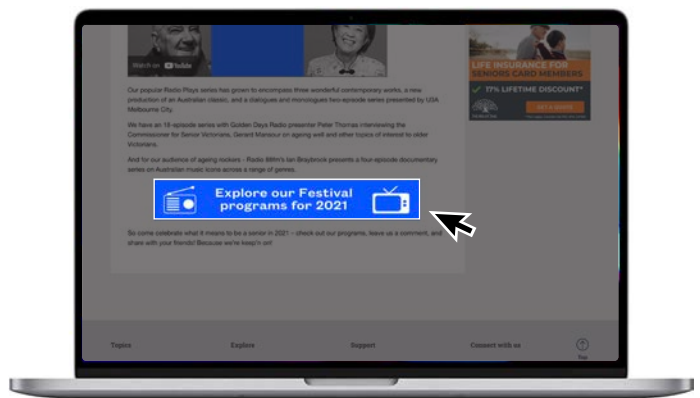 Watch on YouTube
LIFE INSURANCE FOR
SENIORS CARD MEMBERS
17% LIFETIME DISCOUNT*
GET A QUOTE
Our popular Radio Plays series has grown to encompass three wonderful contemporary works, a new
production of an Australian classic, and a dialogues and monologues two-episode series presented by U3A
Melbourne City.
We have an 18-episode series with Golden Days Radio presenter Peter Thomas interviewing the
Commissioner for Senior Victorians, Gerard Mansour on ageing well and other topics of interest to older
Victorians.
And for our audience of ageing rockers - Radio 88fm's Ian Braybrock presents a four-episode documentary
series on Australian music icons across a range of genres.
Explore our Festival
programs for 2021
So come celebrate what it means to be a senior in 2021 – check out our programs, leave us a comment, and
share with your friends! Because we're keep'n on!
Topics Explore Support Connect with us
Top